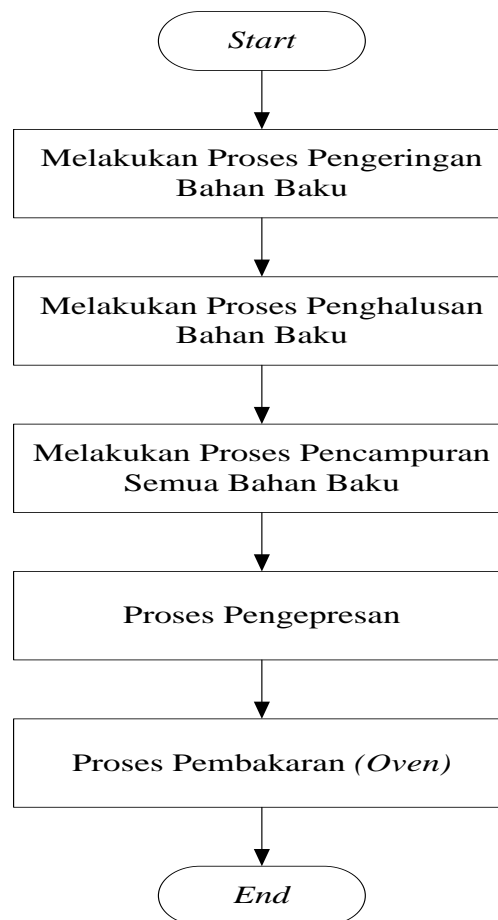 Start
Melakukan Proses Pengeringan
Bahan Baku
Melakukan Proses Penghalusan
Bahan Baku
Melakukan Proses Pencampuran
Semua Bahan Baku
Proses Pengepresan
Proses Pembakaran (Oven)
End